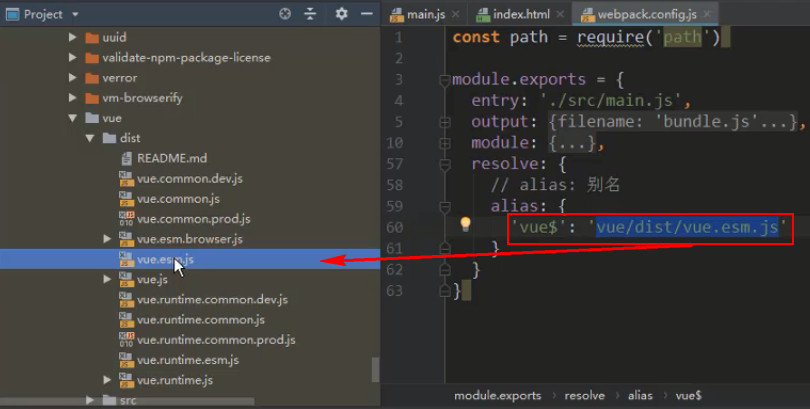 Project
uuid
validate-npm-package-license
verror
vm-browserify
vue
dist
README.md
vue.common.dev.js
vue.common.js
vue.common.prod.js
vue.esm.browser.js
vue.esm.js
vue.js
vue.runtime.common.dev.js
vue.runtime.common.js
vue.runtime.common.prod.js
vue.runtime.esm.js
vue.runtime.js
src
main.js index.html webpack.config.js
1 const path = require('path')
2
3 module.exports = {
4 entry: './src/main.js',
5 output: {filename: 'bundle.js'...},
10 module: {...},
57 resolve: {
58 // alias: 别名
59 alias: {
60 'vue$': 'vue/dist/vue.esm.js'
61 }
62 }
63 }
module.exports › resolve › alias › vue$